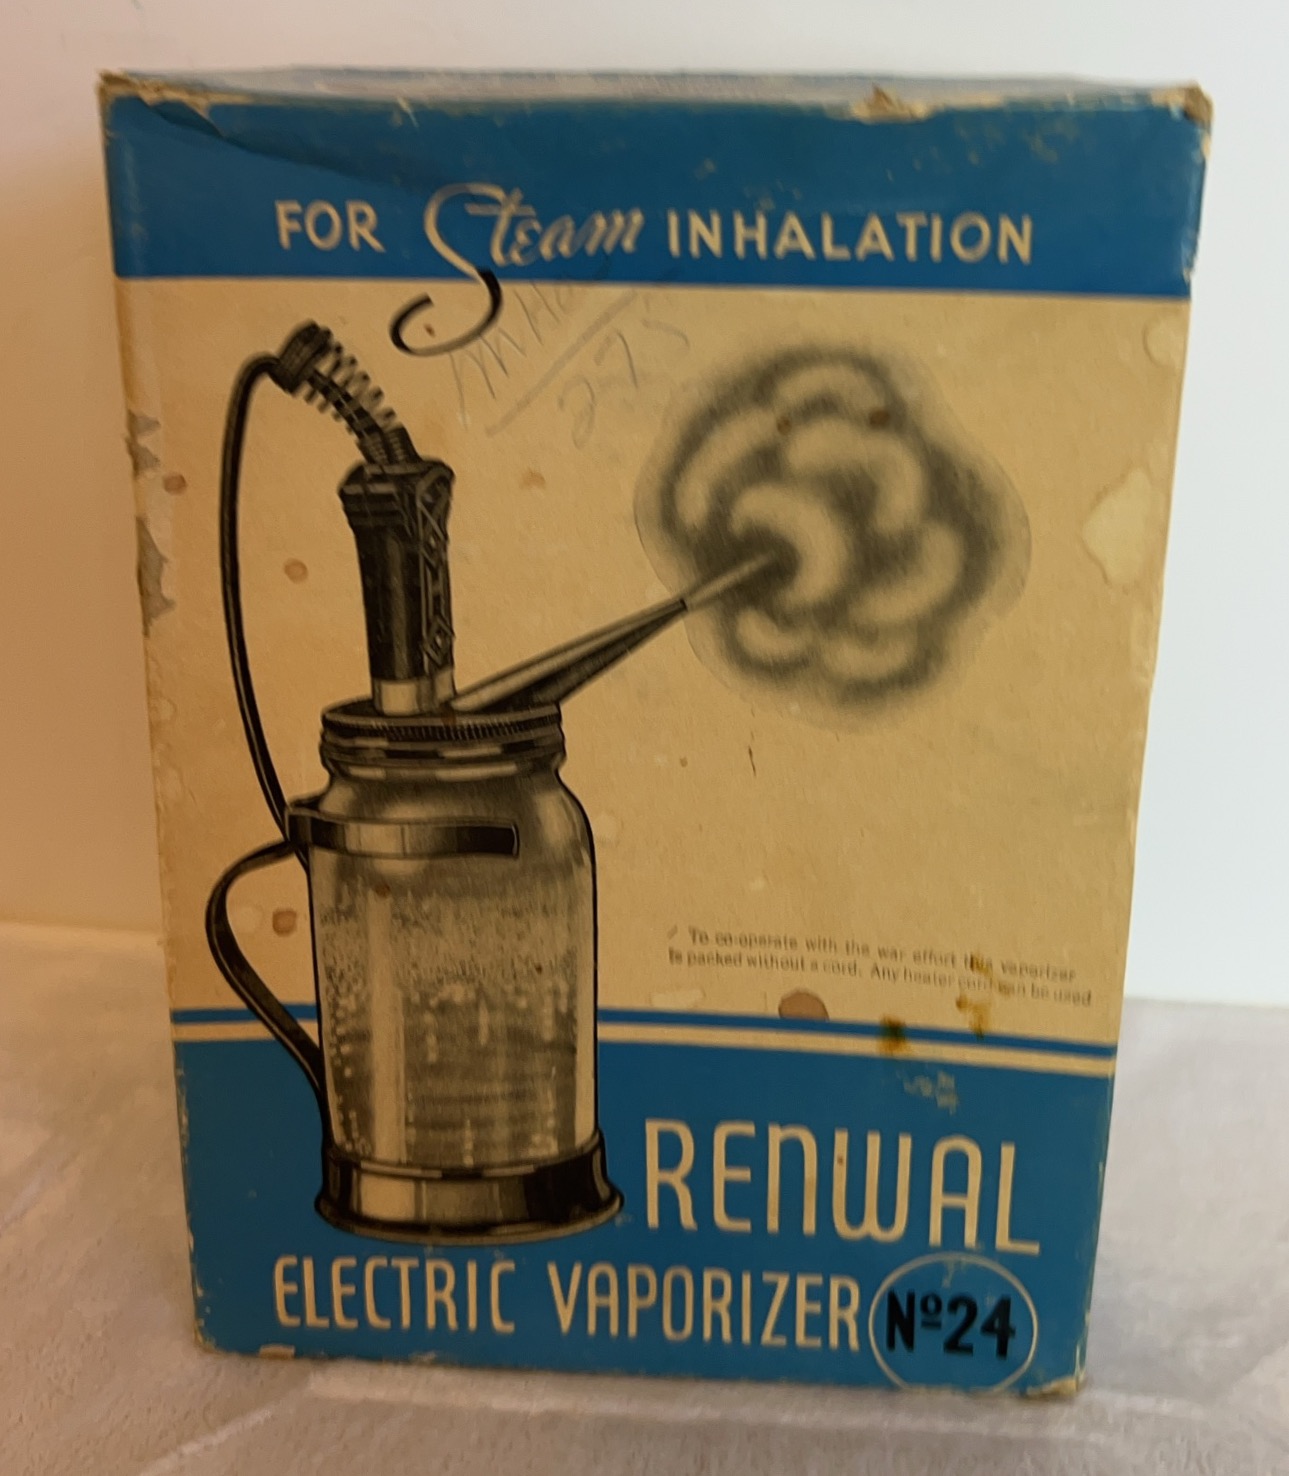 FOR Steam INHALATION
275
To co-operate with the war effort this vaporizer
is packed without a cord. Any heater cord can be used
RENWAL
ELECTRIC VAPORIZER Nº24